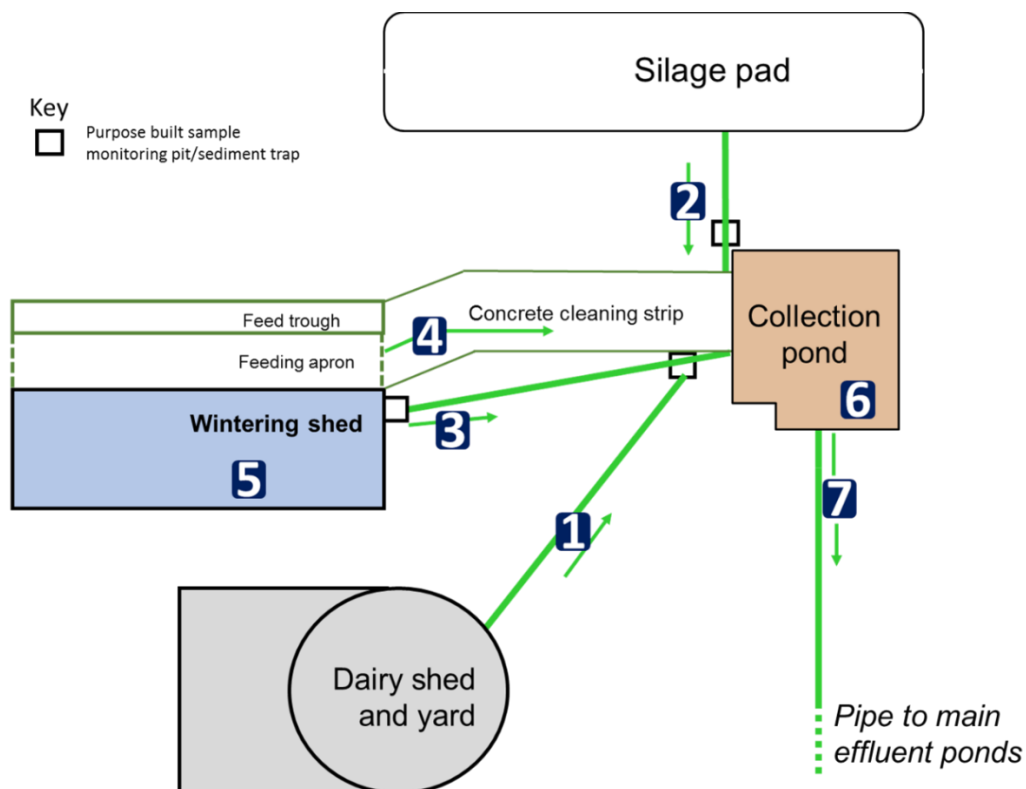 Silage pad
Key
Purpose built sample
monitoring pit/sediment trap
2
Feed trough
4
Concrete cleaning strip
Feeding apron
Collection
pond
6
Wintering shed
3
5
7
1
Dairy shed
and yard
Pipe to main
effluent ponds